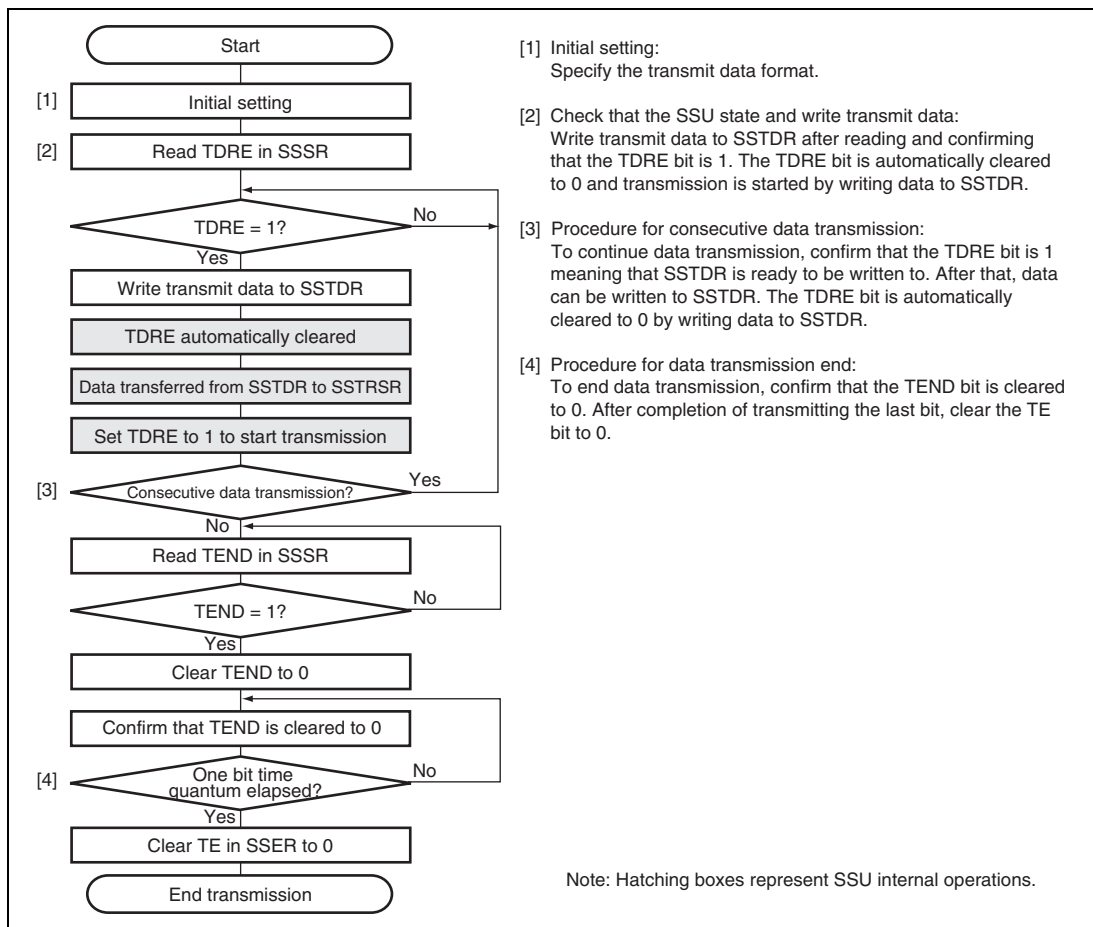 Start
[1] Initial setting
[2] Read TDRE in SSSR
TDRE = 1?
No
Yes
Write transmit data to SSTDR
TDRE automatically cleared
Data transferred from SSTDR to SSTRSR
Set TDRE to 1 to start transmission
[3] Consecutive data transmission?
Yes
No
Read TEND in SSSR
TEND = 1?
No
Yes
Clear TEND to 0
Confirm that TEND is cleared to 0
[4] One bit time
quantum elapsed?
No
Yes
Clear TE in SSER to 0
End transmission
[1] Initial setting:
Specify the transmit data format.
[2] Check that the SSU state and write transmit data:
Write transmit data to SSTDR after reading and confirming
that the TDRE bit is 1. The TDRE bit is automatically cleared
to 0 and transmission is started by writing data to SSTDR.
[3] Procedure for consecutive data transmission:
To continue data transmission, confirm that the TDRE bit is 1
meaning that SSTDR is ready to be written to. After that, data
can be written to SSTDR. The TDRE bit is automatically
cleared to 0 by writing data to SSTDR.
[4] Procedure for data transmission end:
To end data transmission, confirm that the TEND bit is cleared
to 0. After completion of transmitting the last bit, clear the TE
bit to 0.
Note: Hatching boxes represent SSU internal operations.